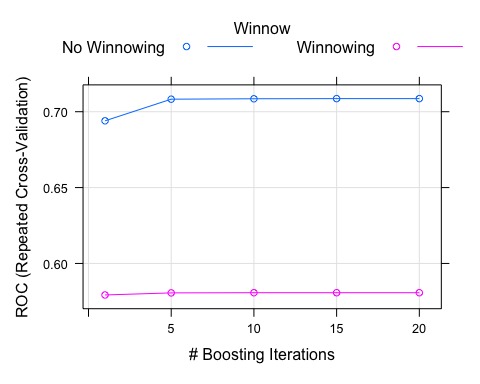 Winnow
No Winnowing
Winnowing
ROC (Repeated Cross-Validation)
0.70
0.65
0.60
5
10
15
20
# Boosting Iterations